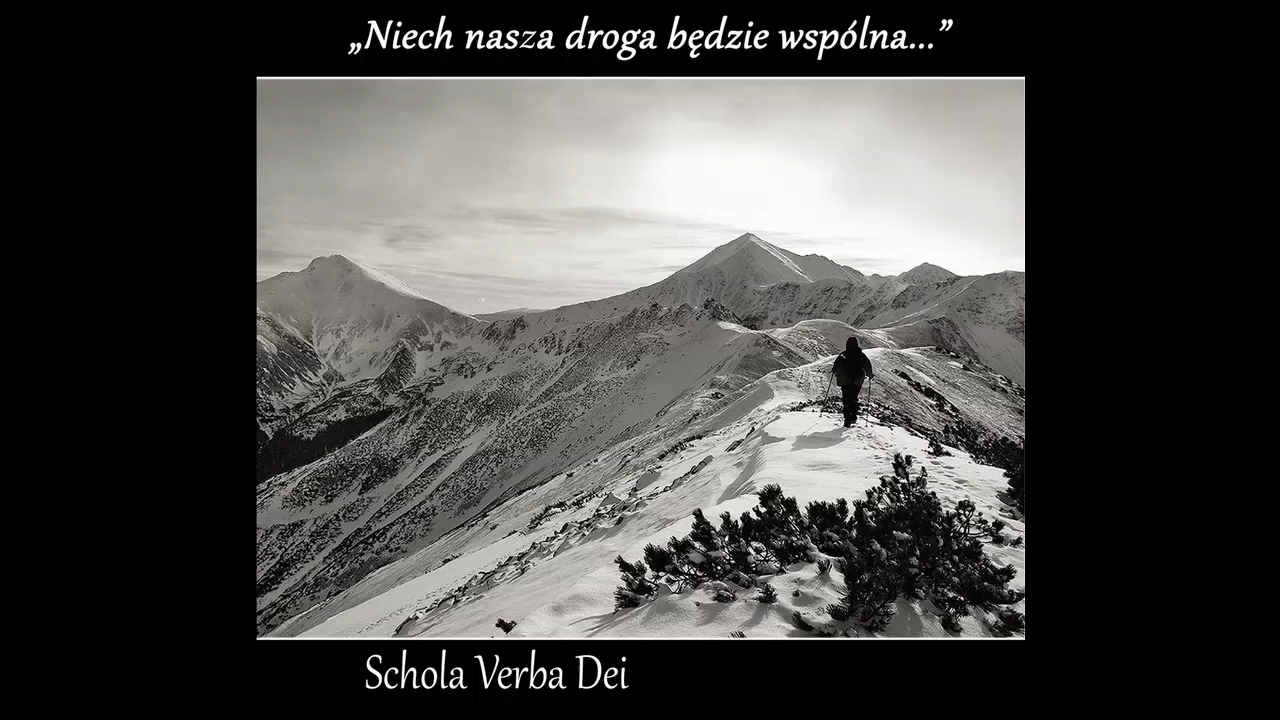 „Niech nasza droga będzie wspólna...”
Schola Verba Dei